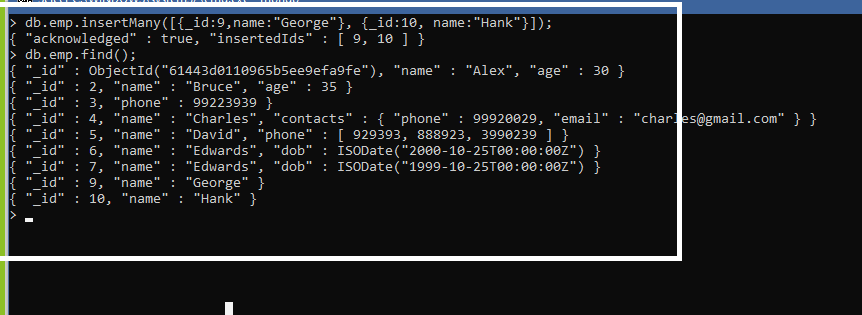 > db.emp.insertMany([{_id:9,name:"George"}, {_id:10, name:"Hank"}]);
{ "acknowledged" : true, "insertedIds" : [ 9, 10 ] }
> db.emp.find();
{ "_id" : ObjectId("61443d0110965b5ee9efa9fe"), "name" : "Alex", "age" : 30 }
{ "_id" : 2, "name" : "Bruce", "age" : 35 }
{ "_id" : 3, "phone" : 99223939 }
{ "_id" : 4, "name" : "Charles", "contacts" : { "phone" : 99920029, "email" : "charles@gmail.com" } }
{ "_id" : 5, "name" : "David", "phone" : [ 929393, 888923, 3990239 ] }
{ "_id" : 6, "name" : "Edwards", "dob" : ISODate("2000-10-25T00:00:00Z") }
{ "_id" : 7, "name" : "Edwards", "dob" : ISODate("1999-10-25T00:00:00Z") }
{ "_id" : 9, "name" : "George" }
{ "_id" : 10, "name" : "Hank" }
>